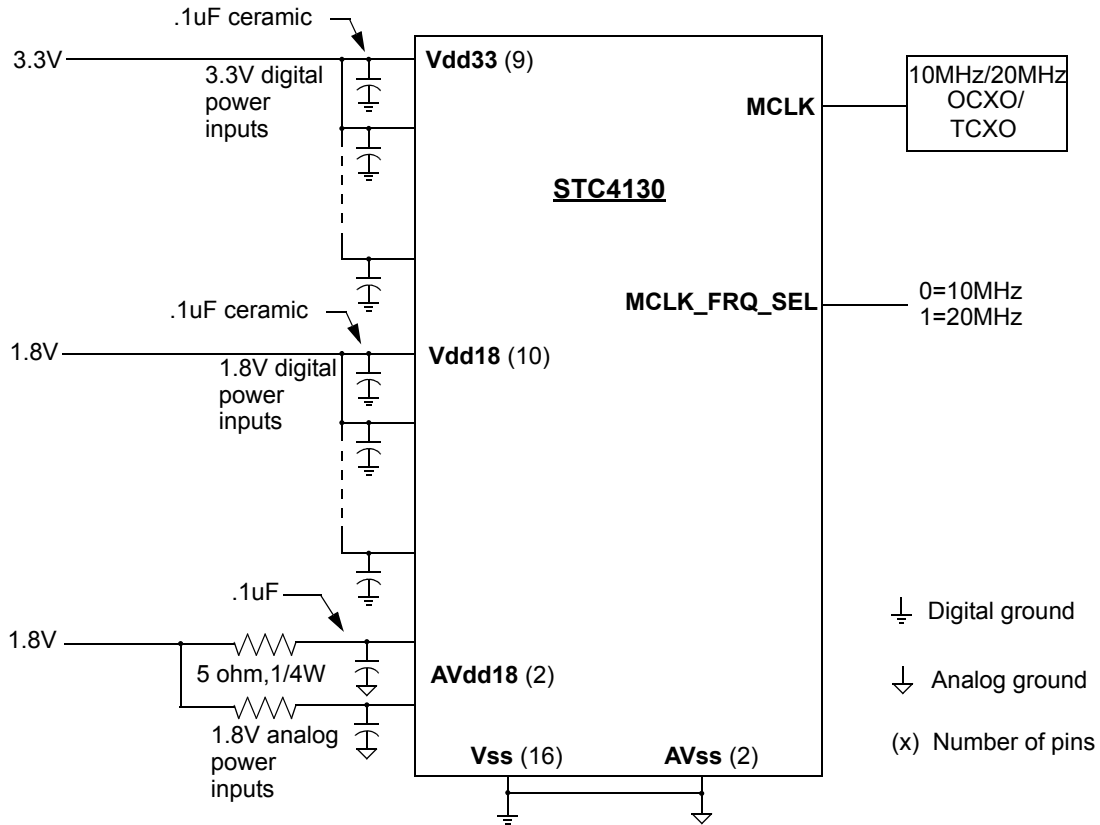 .1uF ceramic
3.3V
Vdd33 (9)
3.3V digital
power
inputs
MCLK
10MHz/20MHz
OCXO/
TCXO
STC4130
.1uF ceramic
MCLK_FRQ_SEL
0=10MHz
1=20MHz
1.8V
Vdd18 (10)
1.8V digital
power
inputs
.1uF
1.8V
5 ohm,1/4W
AVdd18 (2)
1.8V analog
power
inputs
Vss (16)
AVss (2)
Digital ground
Analog ground
(x) Number of pins